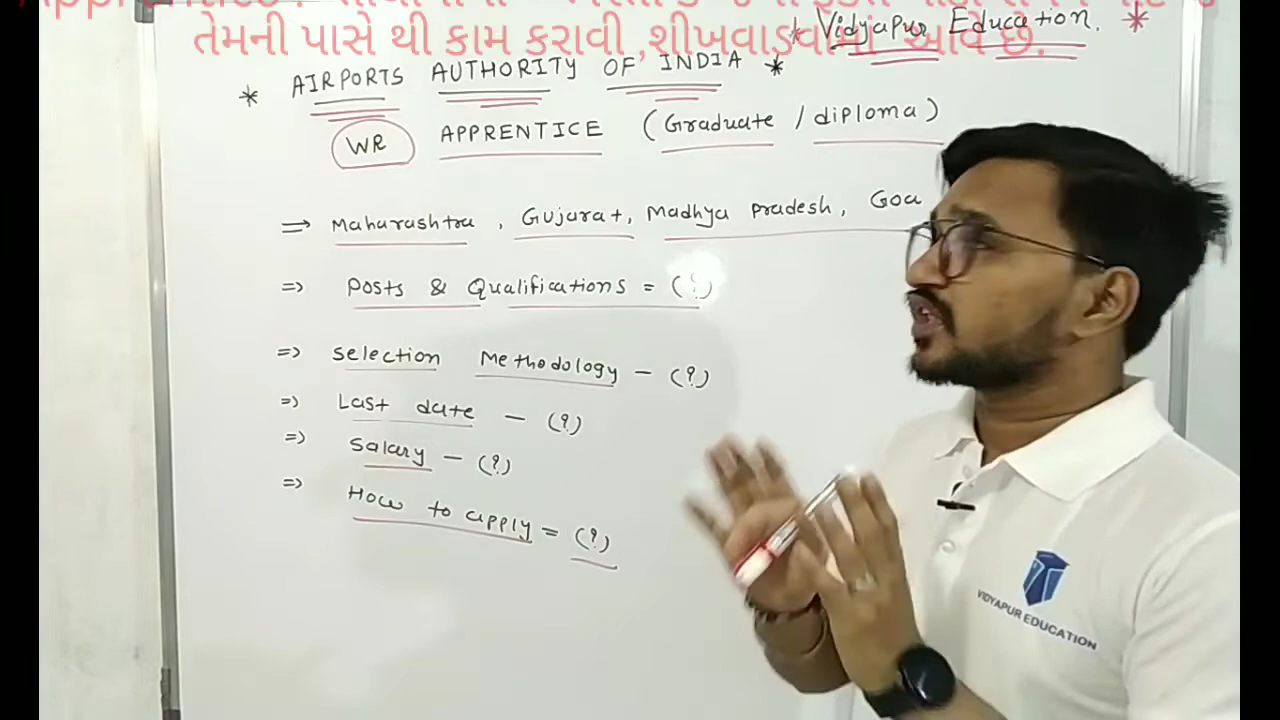 તેમની પાસે થી કામ કરાવી ,શીખવાડવામાં આવે છે.
* Vidyapur Education. *
* AIRPORTS AUTHORITY OF INDIA *
WR APPRENTICE (Graduate / diploma)
=> Maharashtra , Gujarat, Madhya Pradesh, Goa
=> Posts & Qualifications = (?)
=> Selection Methodology - (?)
=> Last date - (?)
=> Salary - (?)
=> How to apply = (?)
VIDYAPUR EDUCATION